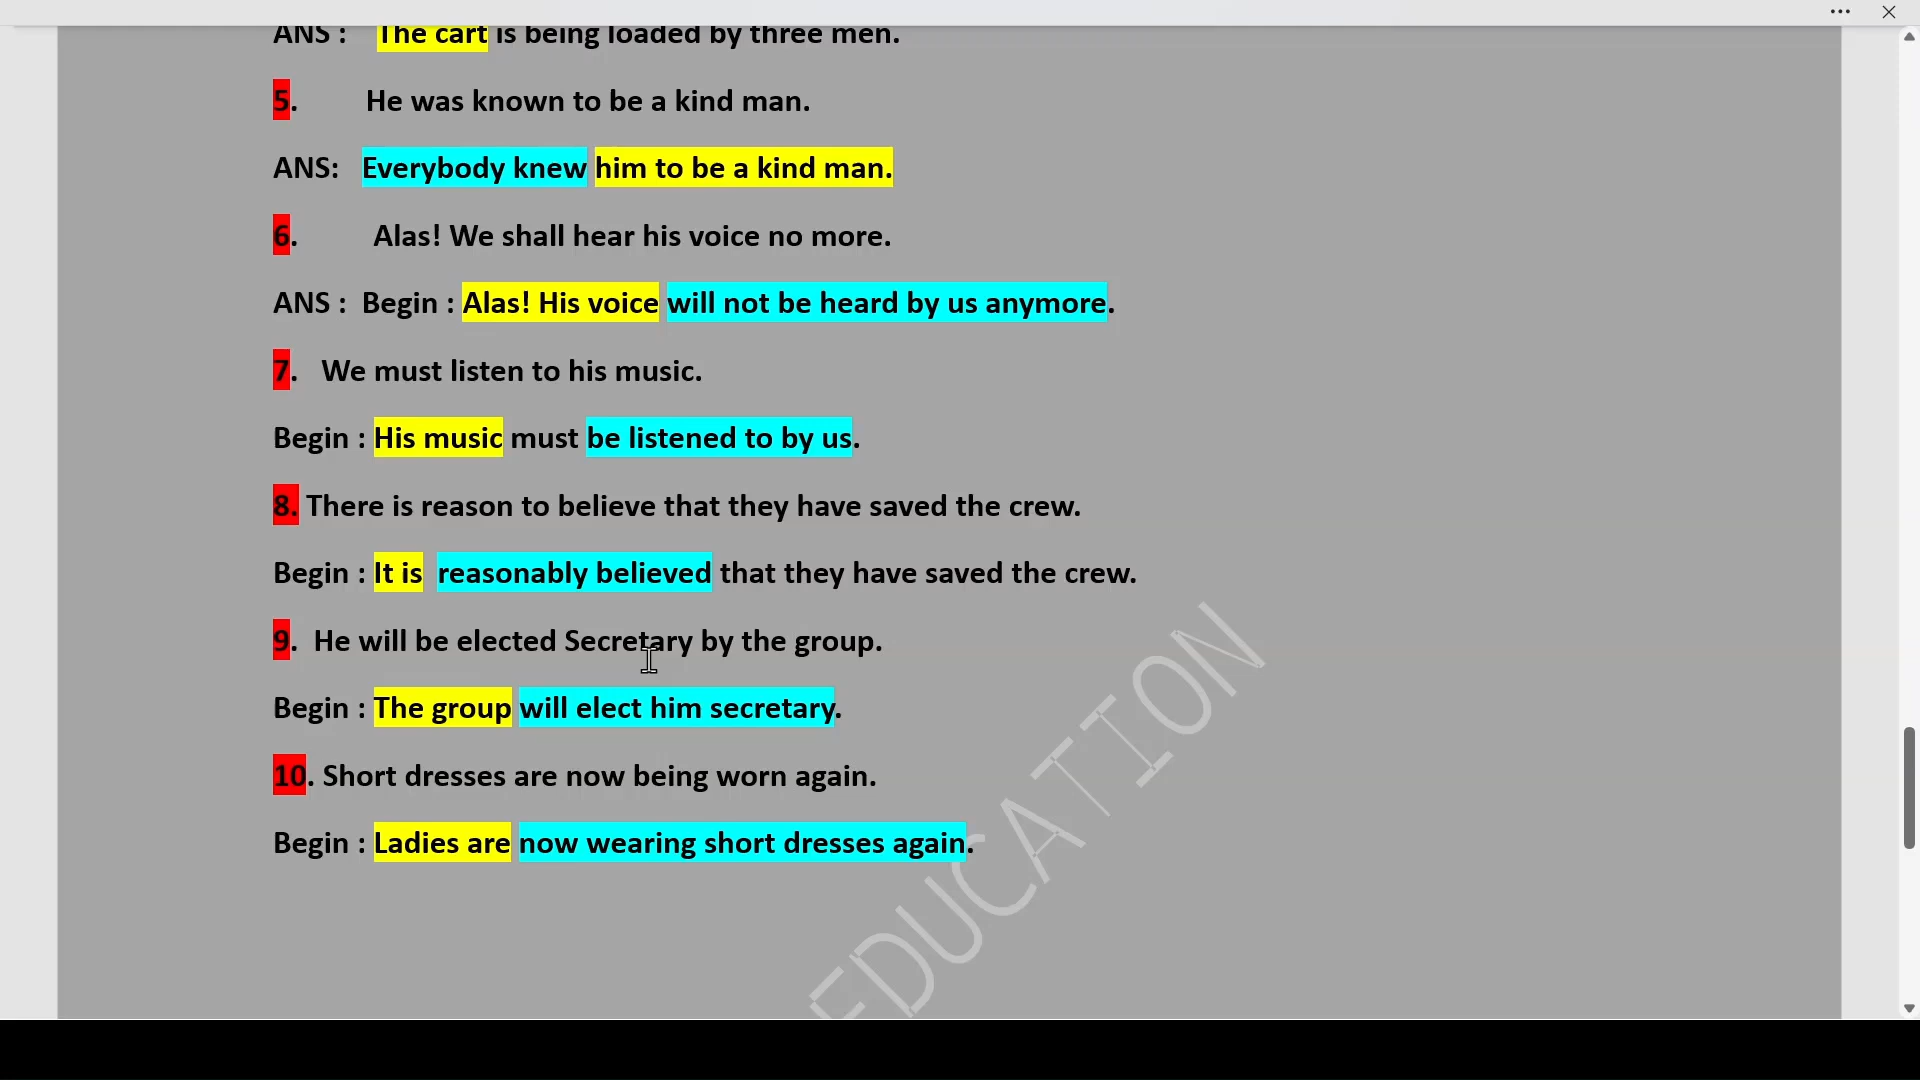 ANS : The cart is being loaded by three men.
5. He was known to be a kind man.
ANS: Everybody knew him to be a kind man.
6. Alas! We shall hear his voice no more.
ANS : Begin : Alas! His voice will not be heard by us anymore.
7. We must listen to his music.
Begin : His music must be listened to by us.
8. There is reason to believe that they have saved the crew.
Begin : It is reasonably believed that they have saved the crew.
9. He will be elected Secretary by the group.
Begin : The group will elect him secretary.
10. Short dresses are now being worn again.
Begin : Ladies are now wearing short dresses again.
EDUCATION